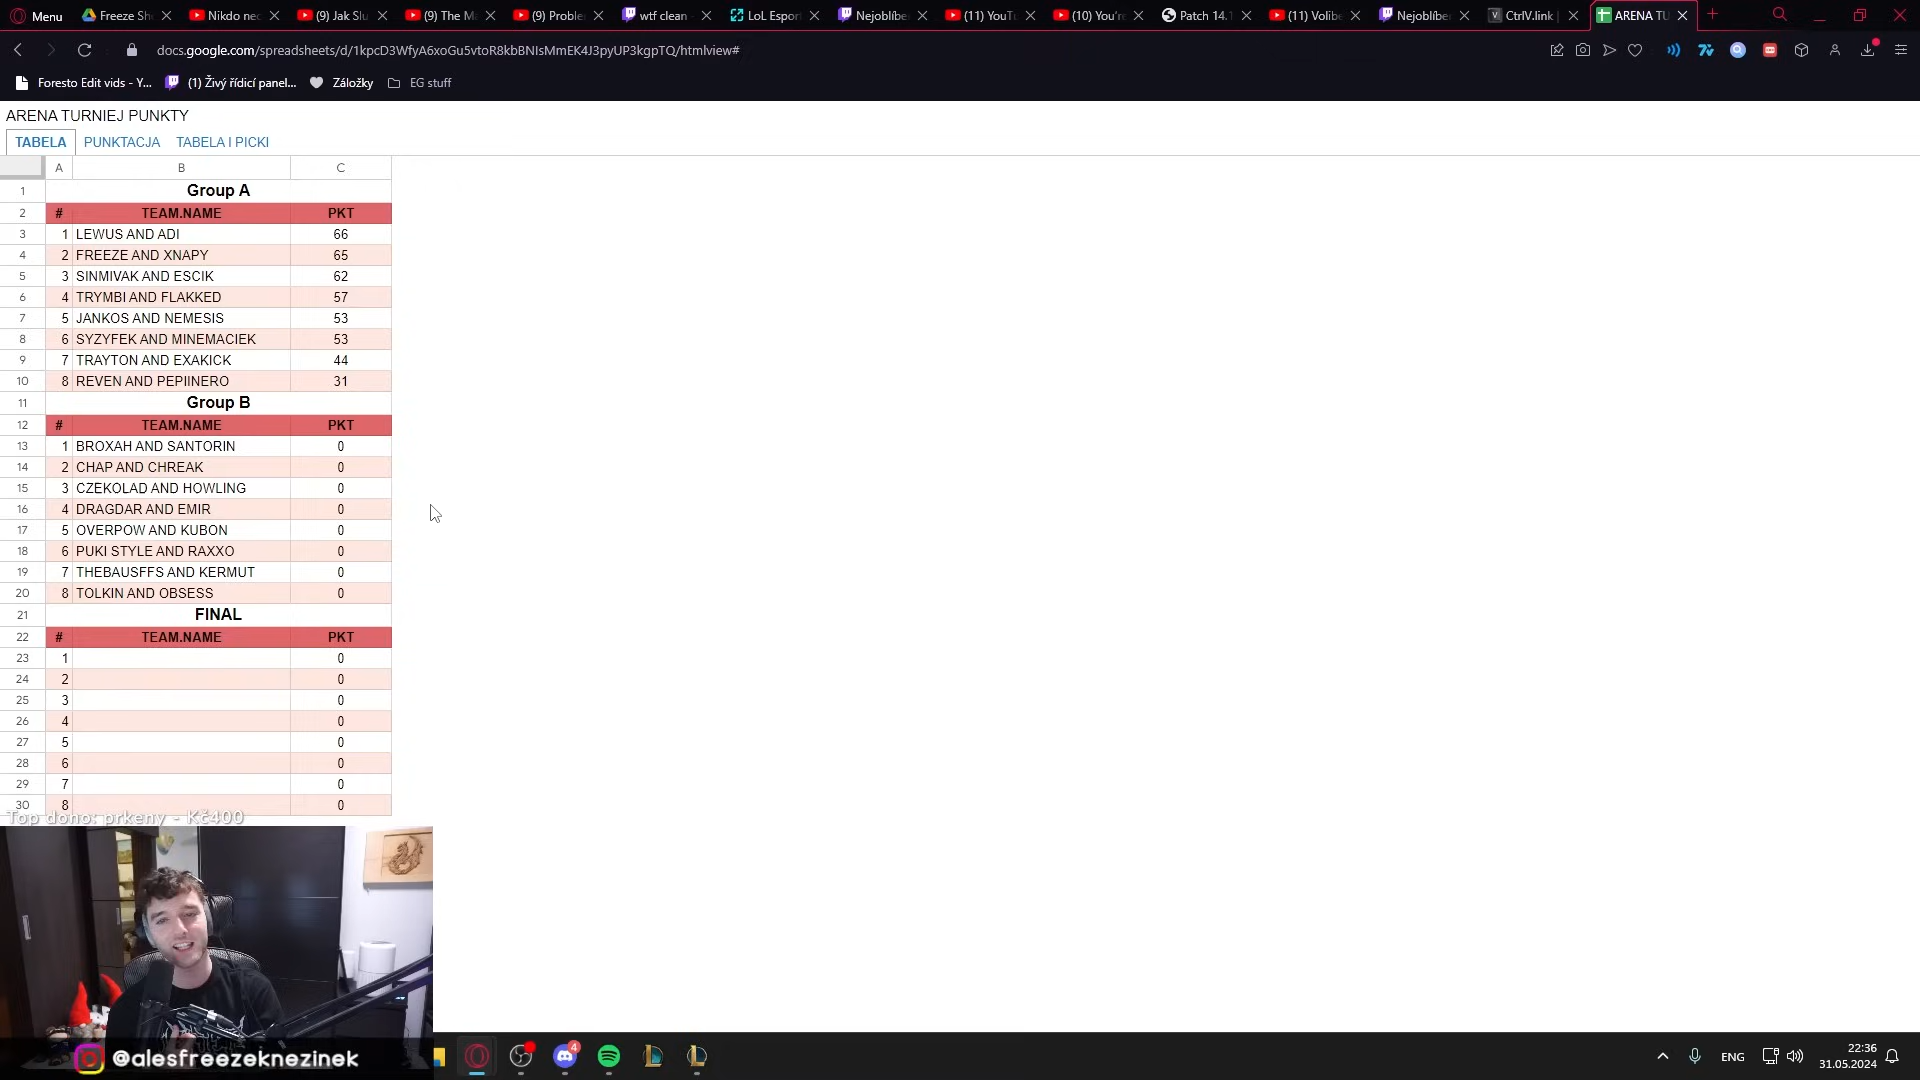 Menu
Freeze Sh
Nikdo nec
(9) Jak Slu
(9) The M
(9) Proble
wtf clean -
LoL Esport
Nejoblíbe
(11) YouTu
(10) You're
Patch 14.1
(11) Volibe
Nejoblíbe
CtrlV.link |
ARENA TU
docs.google.com/spreadsheets/d/1kpcD3WfyA6xoGu5vtoR8kbBNIsMmEK4J3pyUP3kgpTQ/htmlview#
Foresto Edit vids - Y... (1) Živý řídicí panel... Záložky EG stuff
ARENA TURNIEJ PUNKTY
TABELA PUNKTACJA TABELA I PICKI
A B C
1 Group A
2 # TEAM.NAME PKT
3 1 LEWUS AND ADI 66
4 2 FREEZE AND XNAPY 65
5 3 SINMIVAK AND ESCIK 62
6 4 TRYMBI AND FLAKKED 57
7 5 JANKOS AND NEMESIS 53
8 6 SYZYFEK AND MINEMACIEK 53
9 7 TRAYTON AND EXAKICK 44
10 8 REVEN AND PEPIINERO 31
11 Group B
12 # TEAM.NAME PKT
13 1 BROXAH AND SANTORIN 0
14 2 CHAP AND CHREAK 0
15 3 CZEKOLAD AND HOWLING 0
16 4 DRAGDAR AND EMIR 0
17 5 OVERPOW AND KUBON 0
18 6 PUKI STYLE AND RAXXO 0
19 7 THEBAUSFFS AND KERMUT 0
20 8 TOLKIN AND OBSESS 0
21 FINAL
22 # TEAM.NAME PKT
23 1 0
24 2 0
25 3 0
26 4 0
27 5 0
28 6 0
29 7 0
30 8 0
Top dono: prkeny - Kč400
@alesfreezeknezinek
4
ENG
22:36
31.05.2024